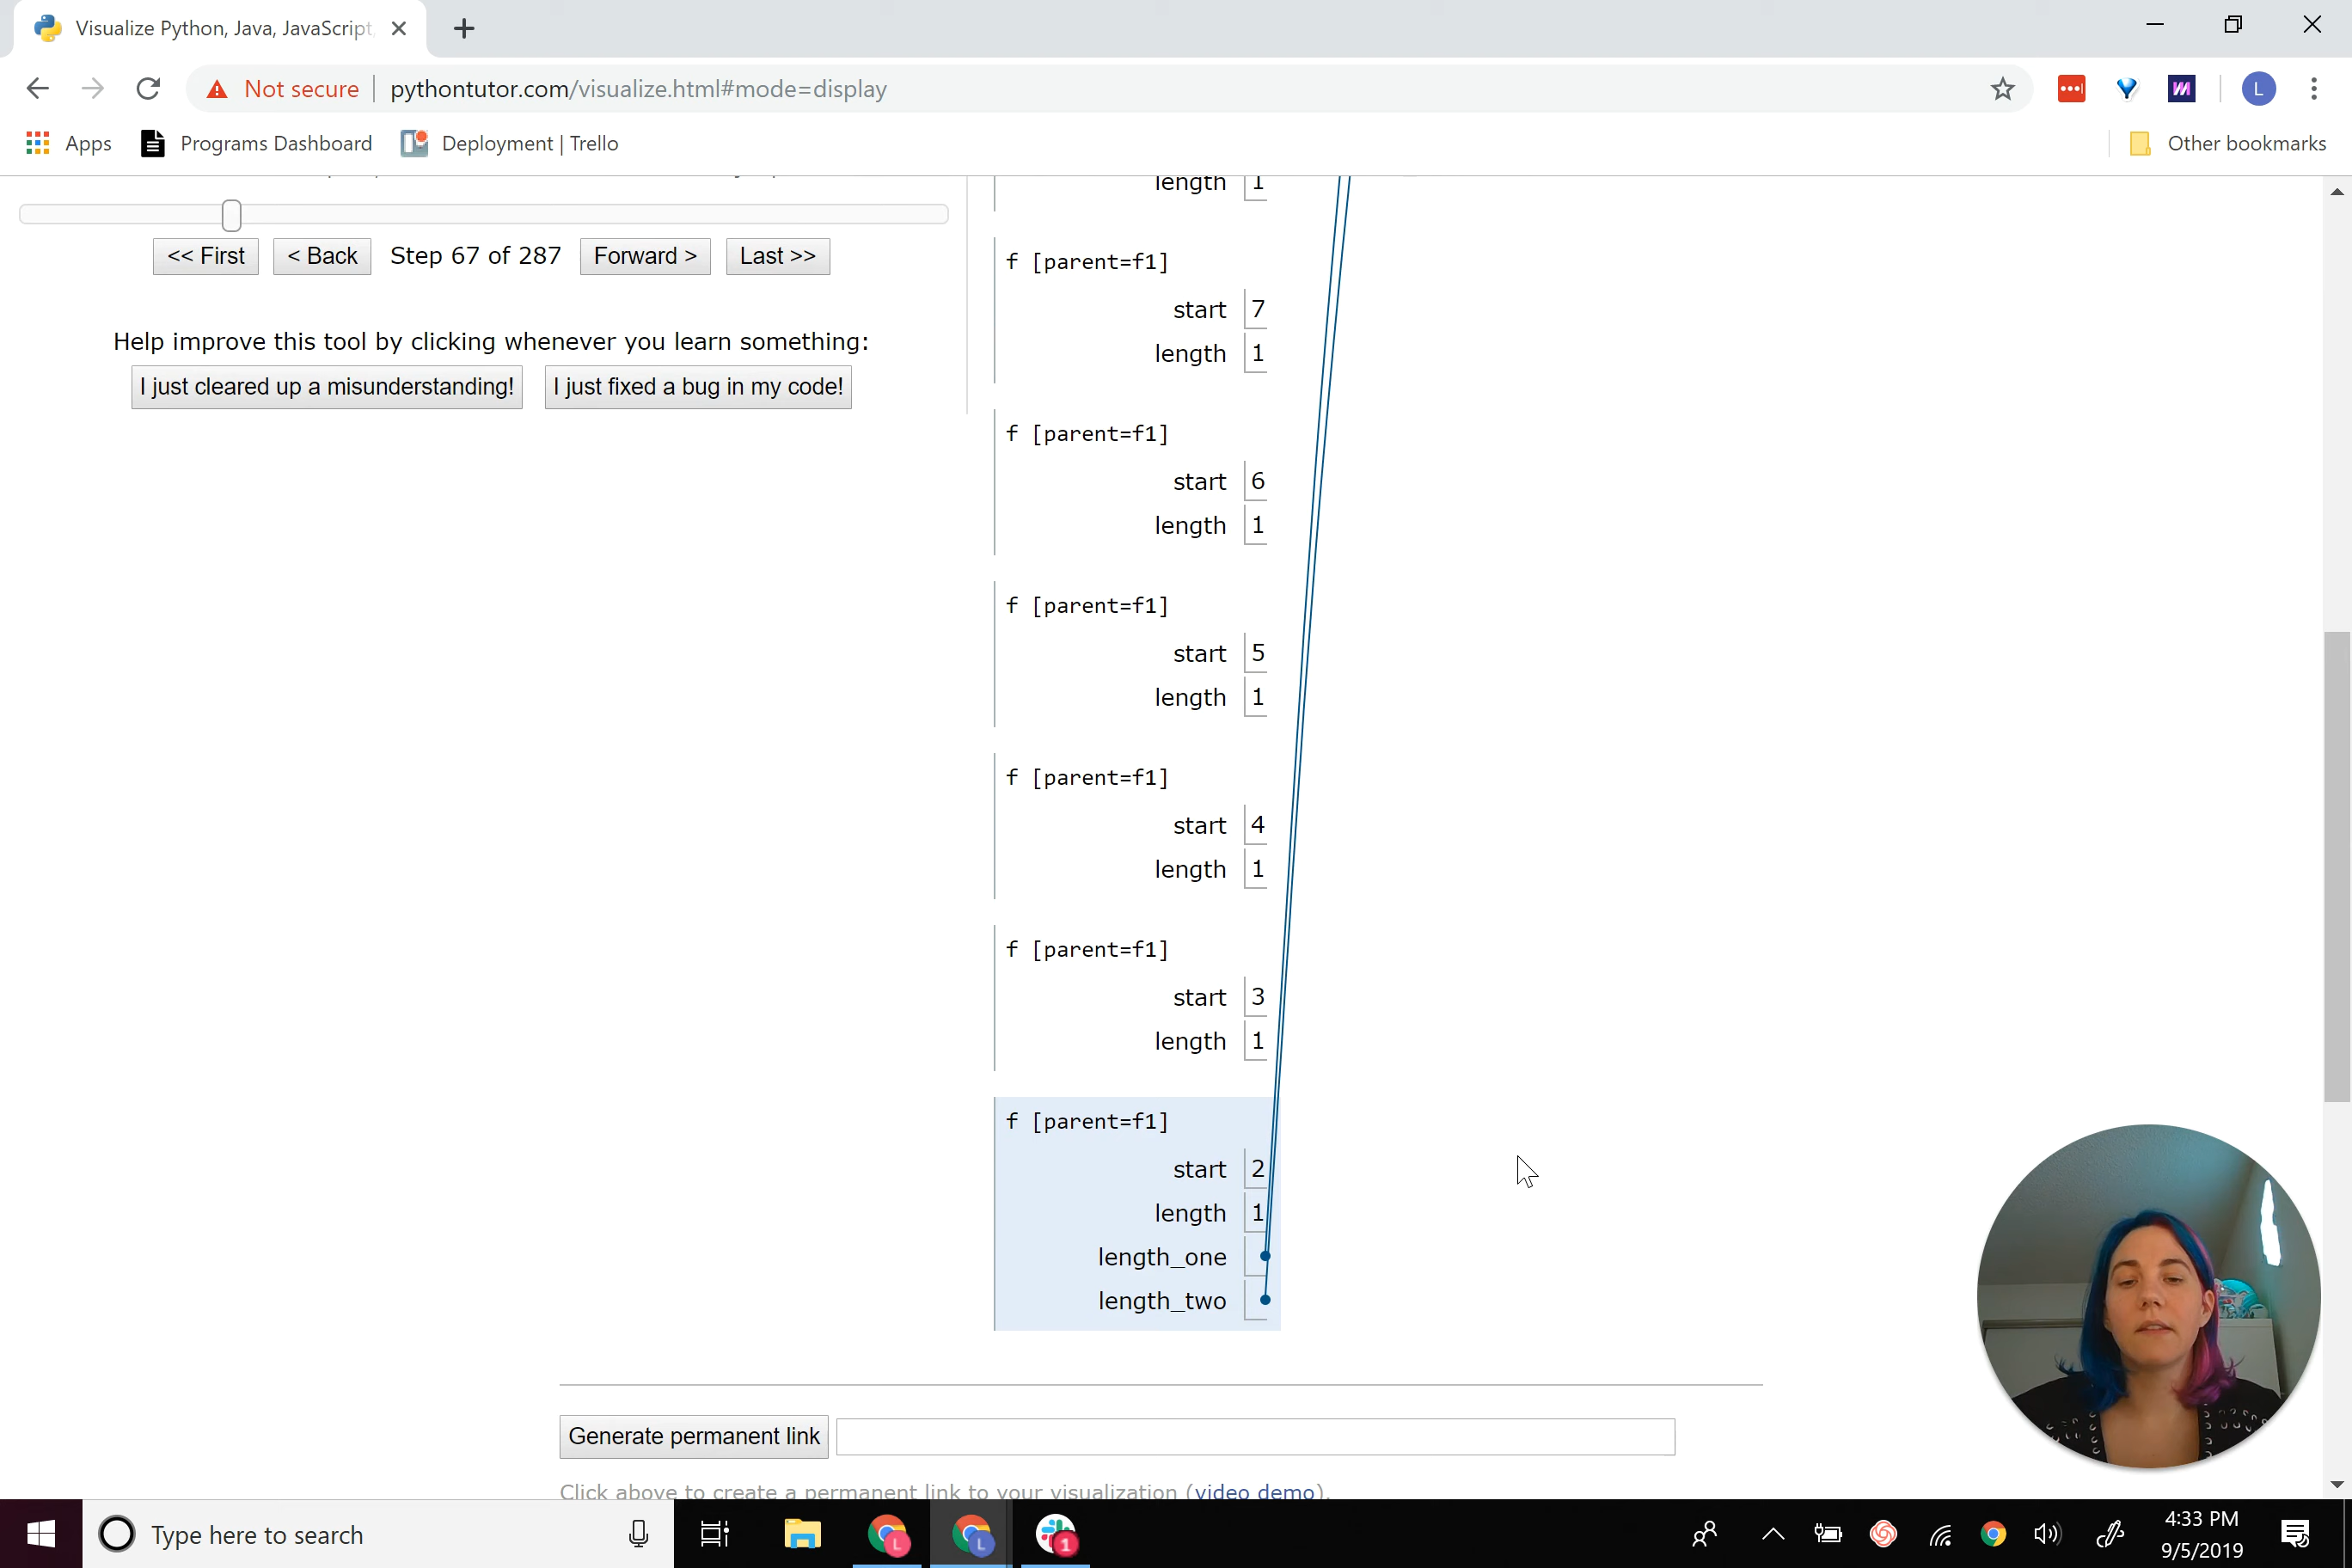 Visualize Python, Java, JavaScript,
Not secure
pythontutor.com/visualize.html#mode=display
L
Apps
Programs Dashboard
Deployment | Trello
Other bookmarks
<< First
< Back
Step 67 of 287
Forward >
Last >>
Help improve this tool by clicking whenever you learn something:
I just cleared up a misunderstanding!
I just fixed a bug in my code!
length 1
f [parent=f1]
start 7
length 1
f [parent=f1]
start 6
length 1
f [parent=f1]
start 5
length 1
f [parent=f1]
start 4
length 1
f [parent=f1]
start 3
length 1
f [parent=f1]
start 2
length 1
length_one
length_two
Generate permanent link
Click above to create a permanent link to your visualization (video demo).
Type here to search
L
L
1
4:33 PM
9/5/2019